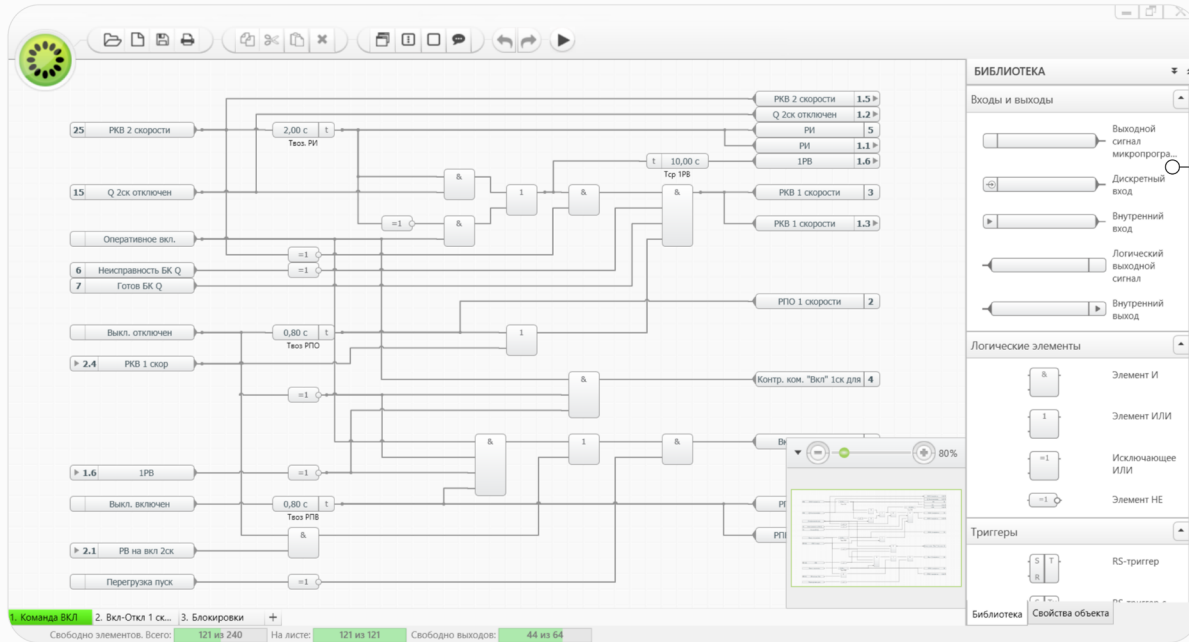 БИБЛИОТЕКА
Входы и выходы
РКВ 2 скорости 1.5
Q 2ск отключен 1.2
25 РКВ 2 скорости
2,00 с t
РИ 5
Твоз. РИ
РИ 1.1
t 10,00 с
1РВ 1.6
Тср 1РВ
&
15 Q 2ск отключен
1
&
&
РКВ 1 скорости 3
=1
&
РКВ 1 скорости 1.3
Оперативное вкл.
=1
6 Неисправность БК Q
=1
7 Готов БК Q
РПО 1 скорости 2
Выкл. отключен
0,80 с t
1
Твоз РПО
2.4 РКВ 1 скор
&
Контр. ком. "Вкл" 1ск для 4
=1
&
1
&
80%
1.6 1РВ
=1
Выкл. включен
0,80 с t
Твоз РПВ
&
2.1 РВ на вкл 2ск
Перегрузка пуск
=1
Выходной
сигнал
микропрогра...
Дискретный
вход
Внутренний
вход
Логический
выходной
сигнал
Внутренний
выход
Логические элементы
&
Элемент И
1
Элемент ИЛИ
=1
Исключающее
ИЛИ
=1
Элемент НЕ
Триггеры
S T
R
RS-триггер
Библиотека
Свойства объекта
1. Команда ВКЛ
2. Вкл-Откл 1 ск...
3. Блокировки
+
Свободно элементов. Всего: 121 из 240 На листе: 121 из 121 Свободно выходов: 44 из 64